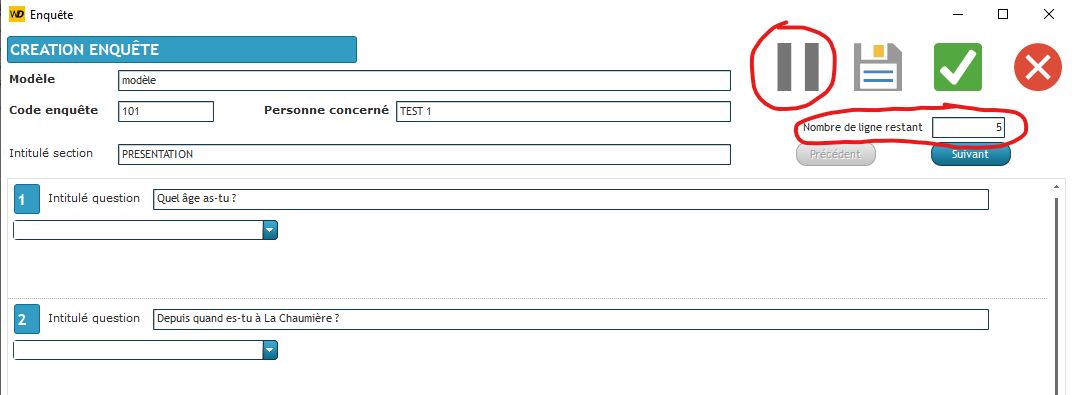 WD Enquête
CREATION ENQUÊTE
Modèle modèle
Code enquête 101 Personne concerné TEST 1
Nombre de ligne restant 5
Intitulé section PRESENTATION
Précédent Suivant
1 Intitulé question Quel âge as-tu ?
2 Intitulé question Depuis quand es-tu à La Chaumière ?